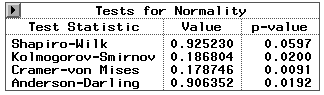 Tests for Normality
Test Statistic Value p-value
Shapiro-Wilk 0.925230 0.0597
Kolmogorov-Smirnov 0.186804 0.0200
Cramer-von Mises 0.178746 0.0091
Anderson-Darling 0.906352 0.0192